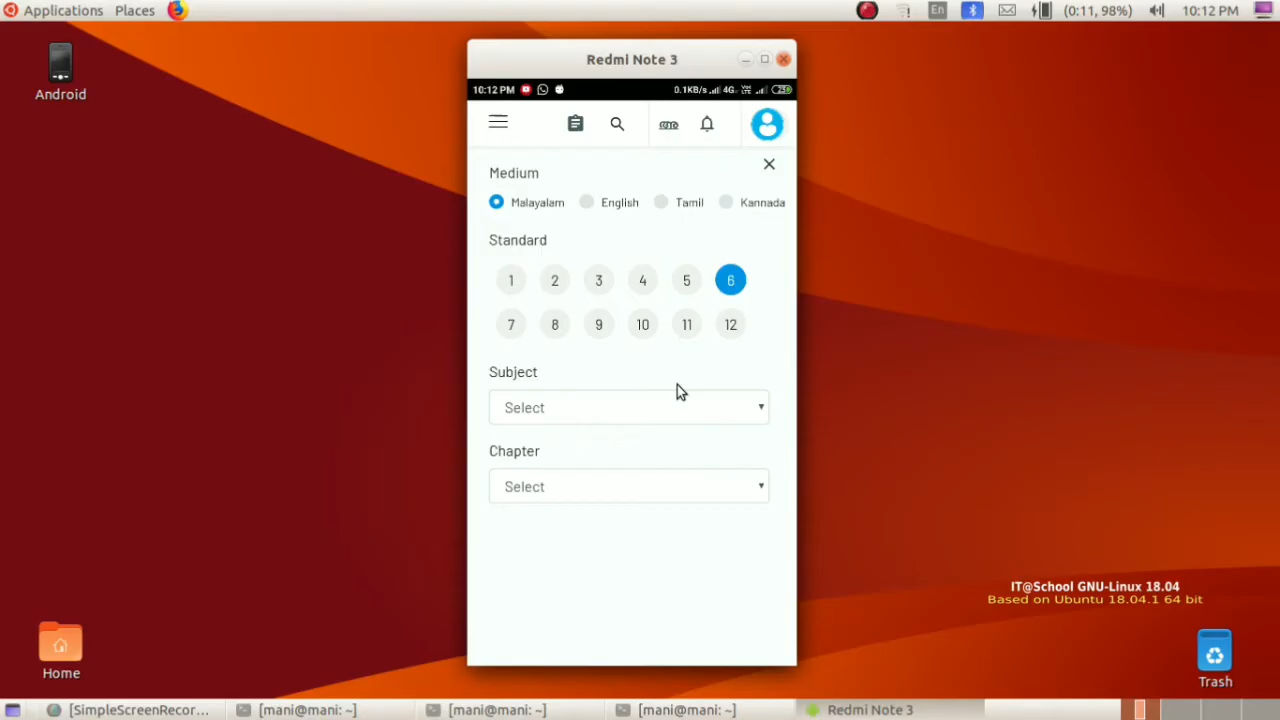 Applications Places
En (0:11, 98%) 10:12 PM
Android
Redmi Note 3
10:12 PM 0.1KB/s 4G
Medium
Malayalam English Tamil Kannada
Standard
1 2 3 4 5 6
7 8 9 10 11 12
Subject
Select
Chapter
Select
IT@School GNU-Linux 18.04
Based on Ubuntu 18.04.1 64 bit
Home
Trash
[SimpleScreenRecor... [mani@mani: ~] [mani@mani: ~] [mani@mani: ~] Redmi Note 3